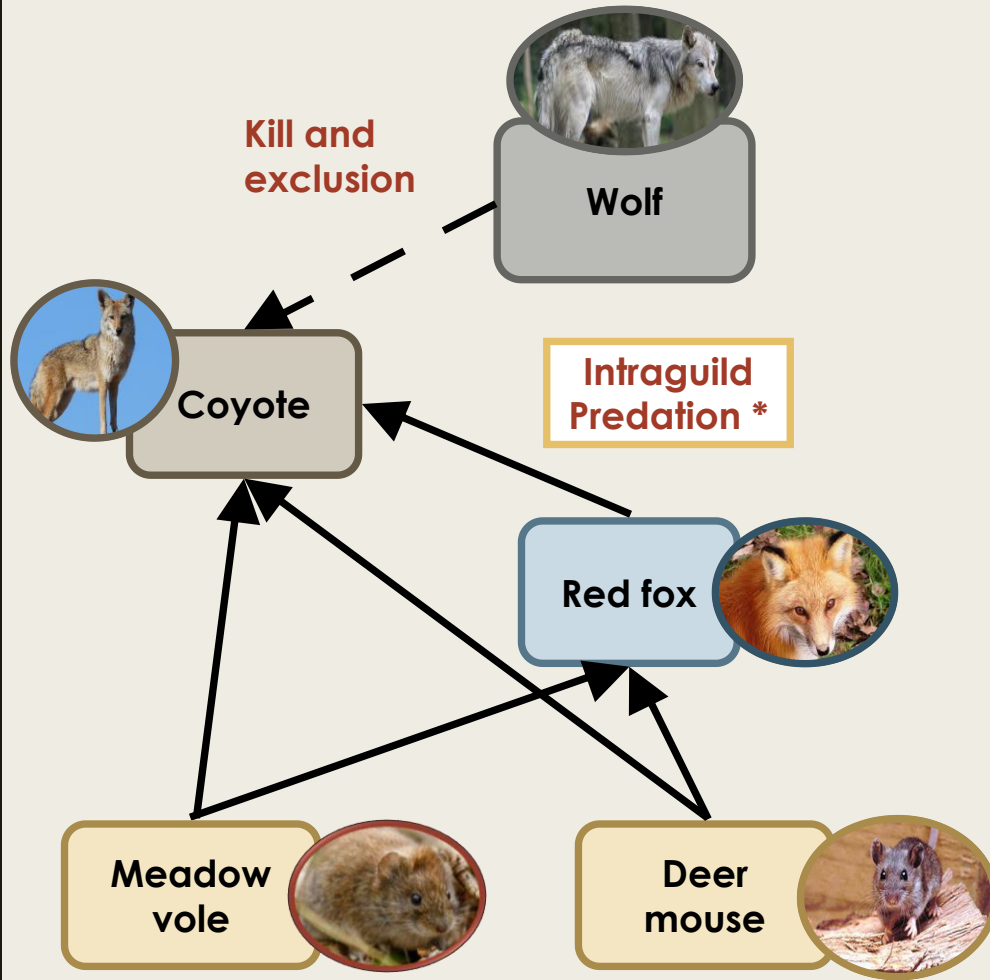 Kill and
exclusion
Wolf
Coyote
Intraguild
Predation *
Red fox
Meadow
vole
Deer
mouse